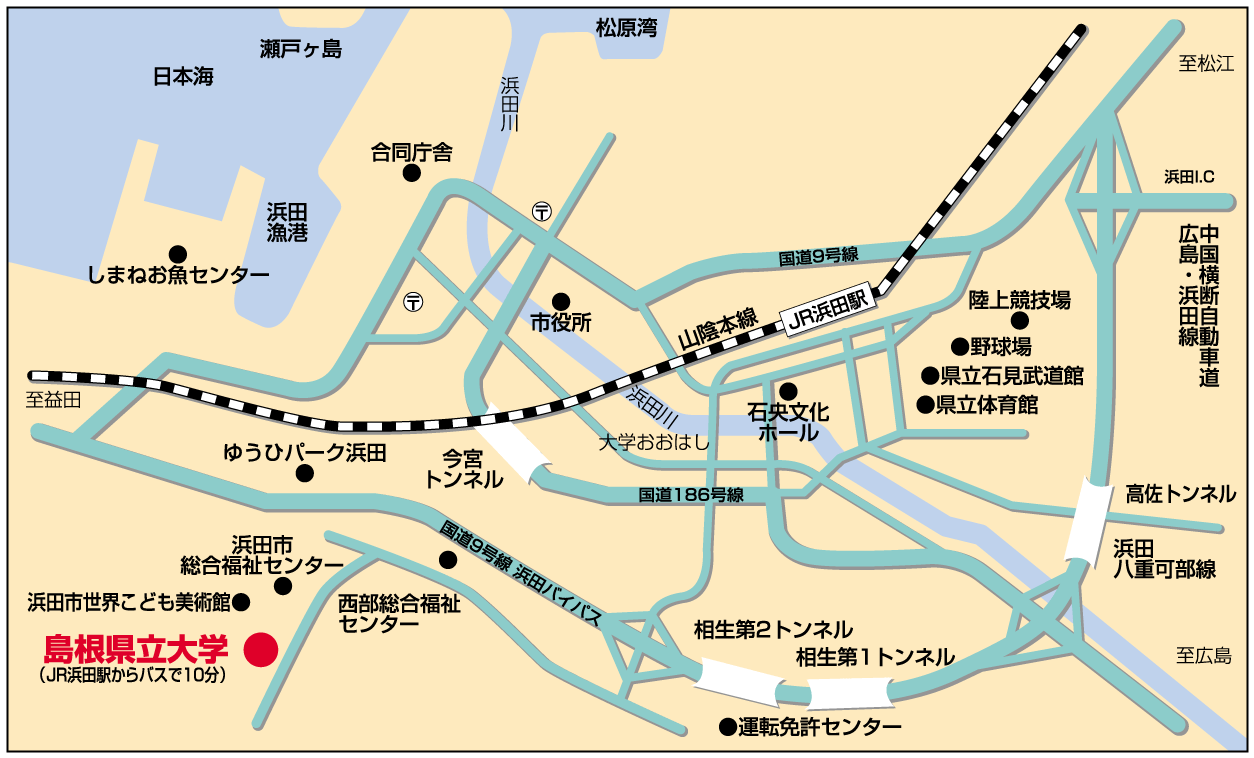 松原湾
瀬戸ヶ島
日本海
至松江
浜田川
合同庁舎
浜田I.C
浜田
漁港
〒
中国横断自動車道
広島・浜田線
国道9号線
しまねお魚センター
〒
市役所
JR浜田駅
陸上競技場
山陰本線
野球場
県立石見武道館
至益田
県立体育館
浜田川
石央文化
ホール
大学おおはし
ゆうひパーク浜田
今宮
トンネル
国道186号線
高佐トンネル
国道9号線 浜田バイパス
浜田市
総合福祉センター
浜田
八重可部線
浜田市世界こども美術館
西部総合福祉
センター
島根県立大学
(JR浜田駅からバスで10分)
相生第2トンネル
相生第1トンネル
至広島
運転免許センター